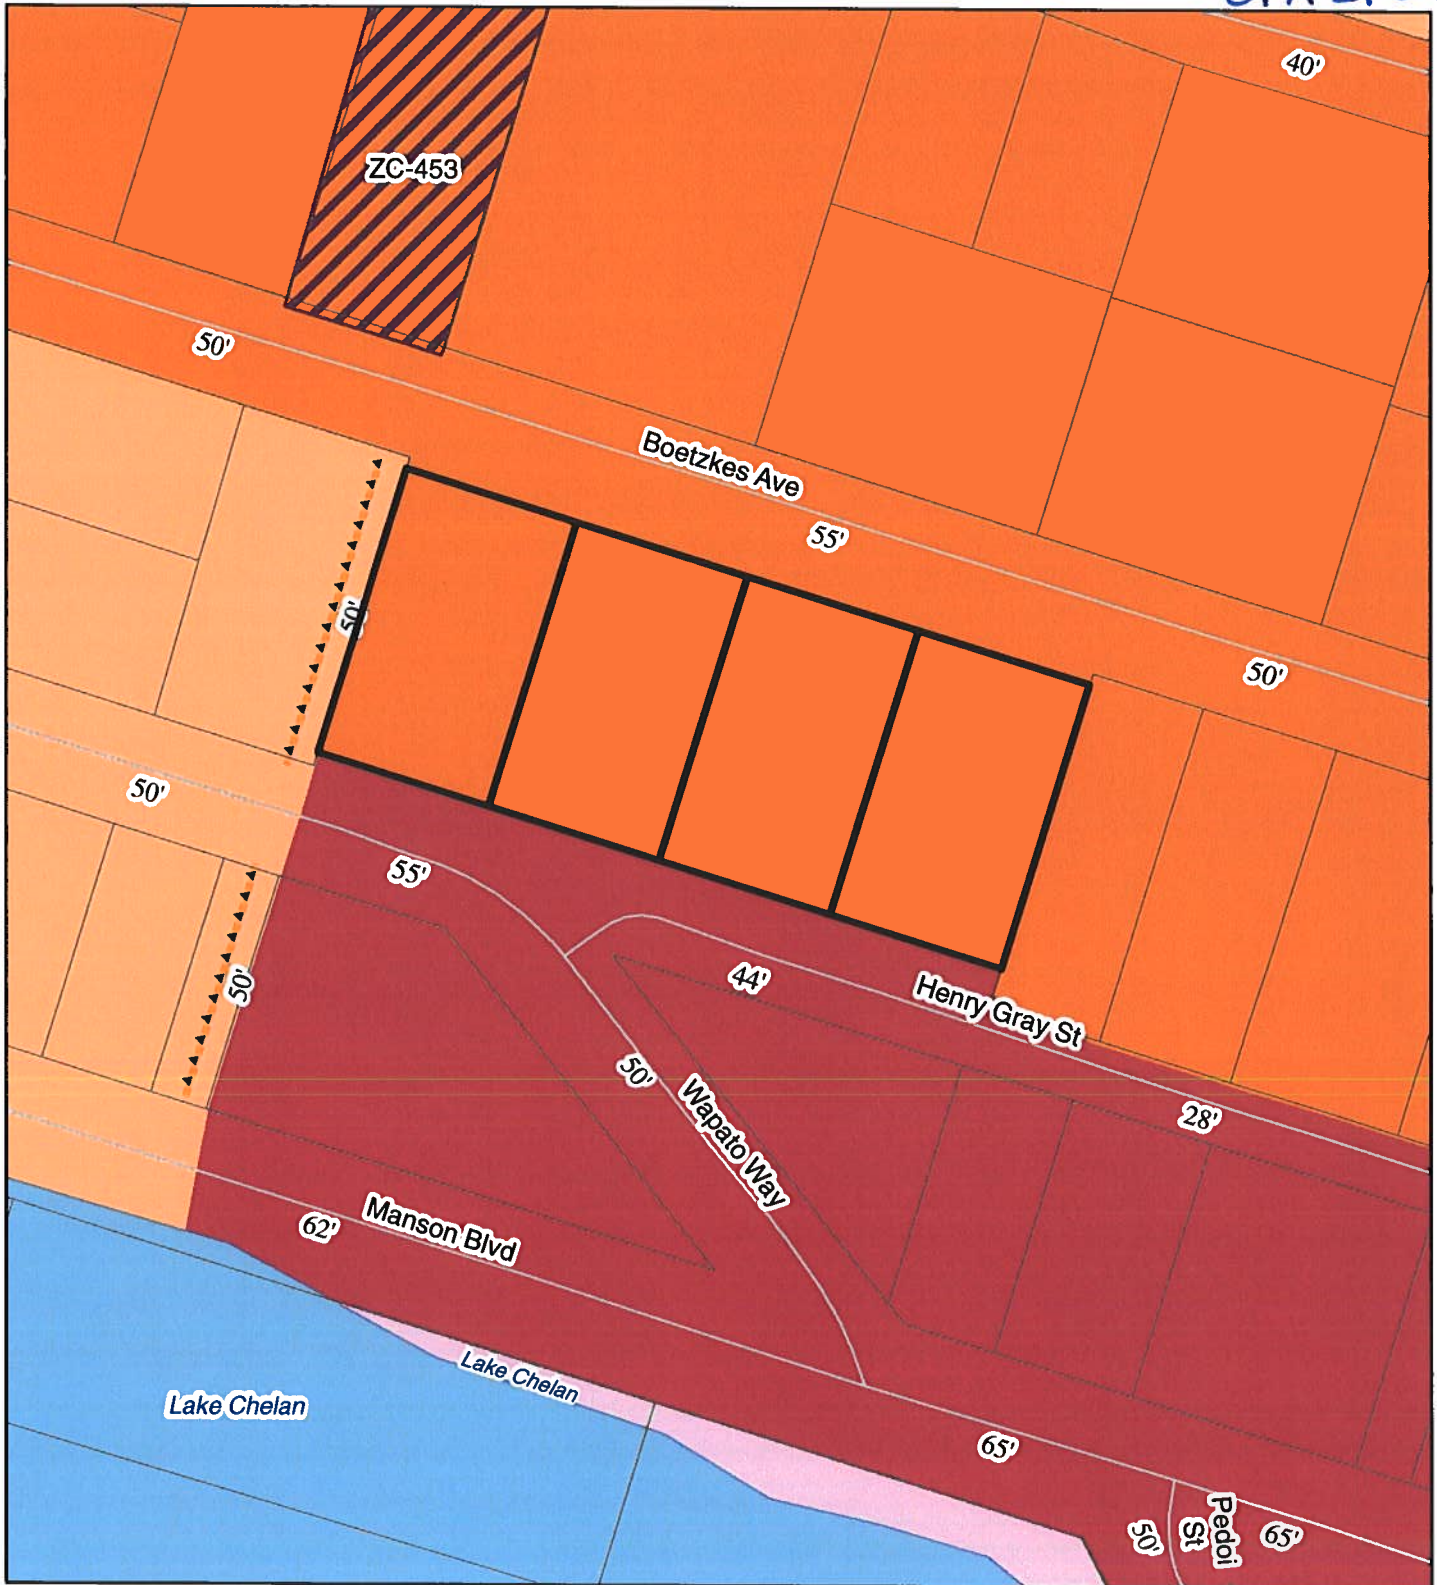 40'
ZC-453
50'
Boetzkes Ave
55'
50'
50'
50'
55'
44'
Henry Gray St
50'
50'
Wapato Way
28'
Manson Blvd
62'
Lake Chelan
Lake Chelan
65'
Pedoi
St
50'
65'